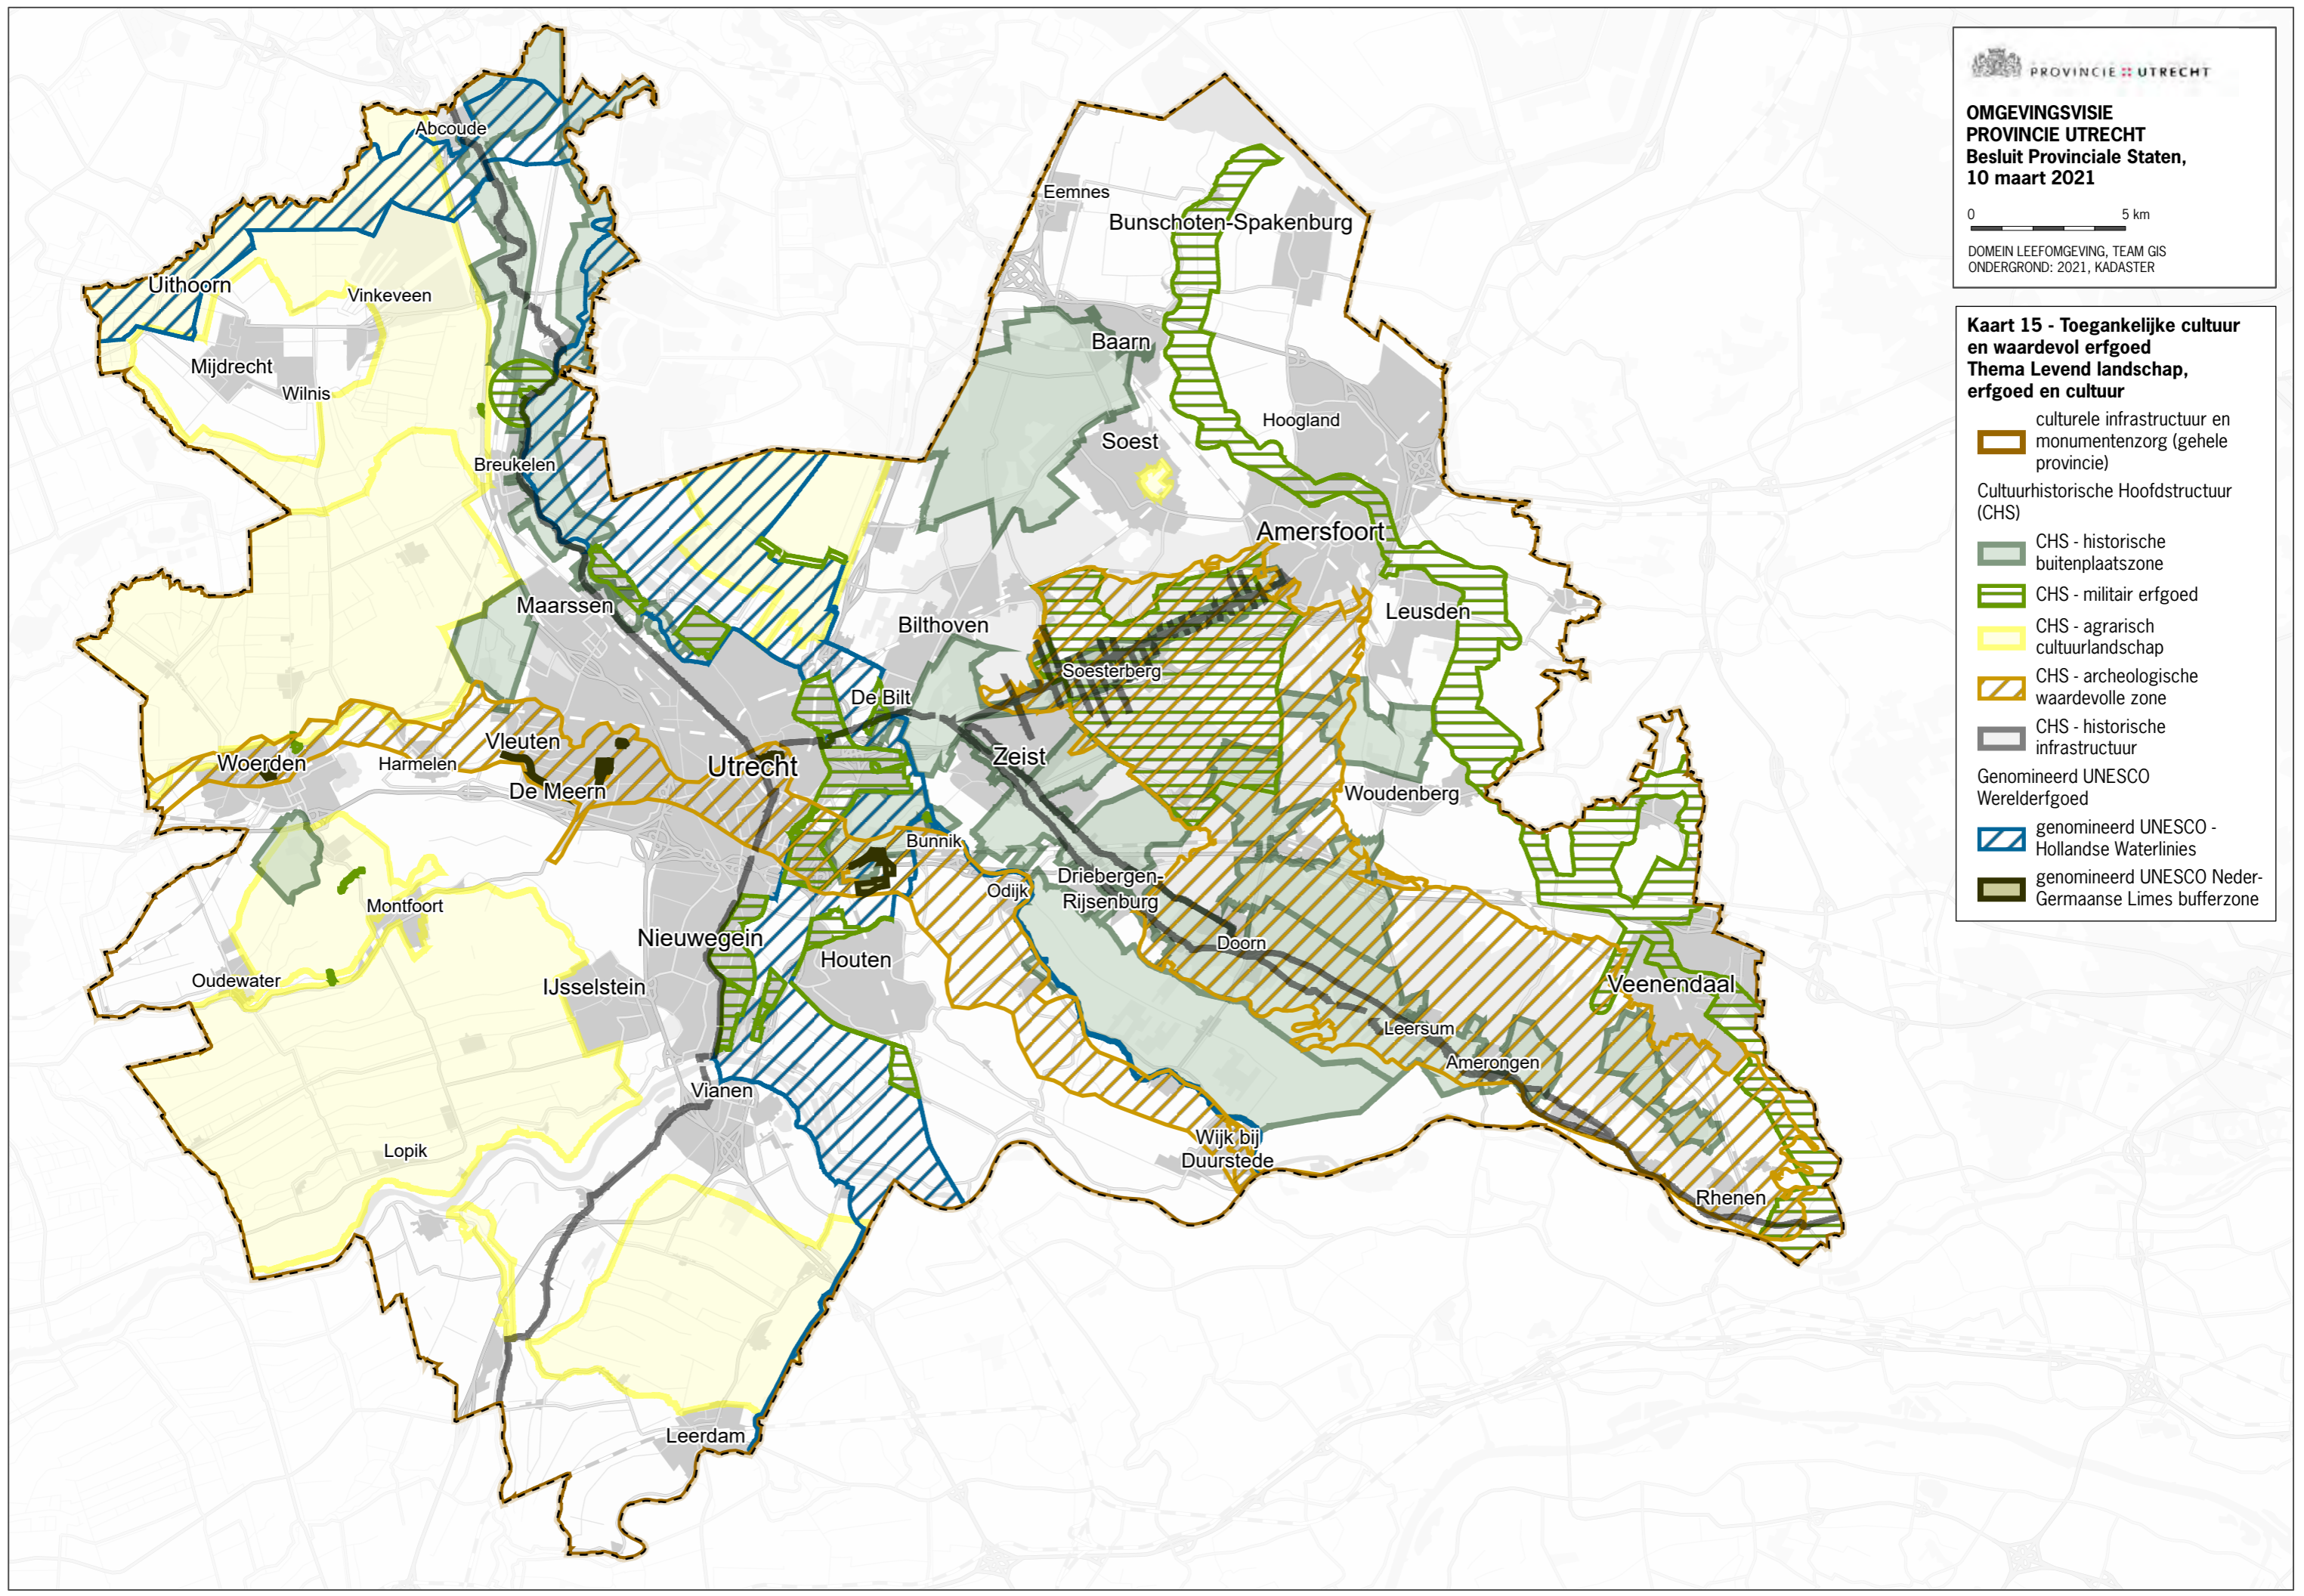 PROVINCIE UTRECHT
OMGEVINGSVISIE
PROVINCIE UTRECHT
Besluit Provinciale Staten,
10 maart 2021
0 5 km
DOMEIN LEEFOMGEVING, TEAM GIS
ONDERGROND: 2021, KADASTER
Kaart 15 - Toegankelijke cultuur
en waardevol erfgoed
Thema Levend landschap,
erfgoed en cultuur
culturele infrastructuur en
monumentenzorg (gehele
provincie)
Cultuurhistorische Hoofdstructuur
(CHS)
CHS - historische
buitenplaatszone
CHS - militair erfgoed
CHS - agrarisch
cultuurlandschap
CHS - archeologische
waardevolle zone
CHS - historische
infrastructuur
Genomineerd UNESCO
Werelderfgoed
genomineerd UNESCO -
Hollandse Waterlinies
genomineerd UNESCO Neder-
Germaanse Limes bufferzone
Abcoude
Eemnes
Bunschoten-Spakenburg
Uithoorn
Vinkeveen
Baarn
Mijdrecht
Wilnis
Hoogland
Soest
Breukelen
Amersfoort
Maarssen
Leusden
Bilthoven
Soesterberg
De Bilt
Vleuten
Woerden
Harmelen
Utrecht
Zeist
De Meern
Woudenberg
Bunnik
Driebergen-
Rijsenburg
Odijk
Montfoort
Nieuwegein
Doorn
Houten
Oudewater
IJsselstein
Veenendaal
Leersum
Amerongen
Vianen
Wijk bij
Duurstede
Lopik
Rhenen
Leerdam